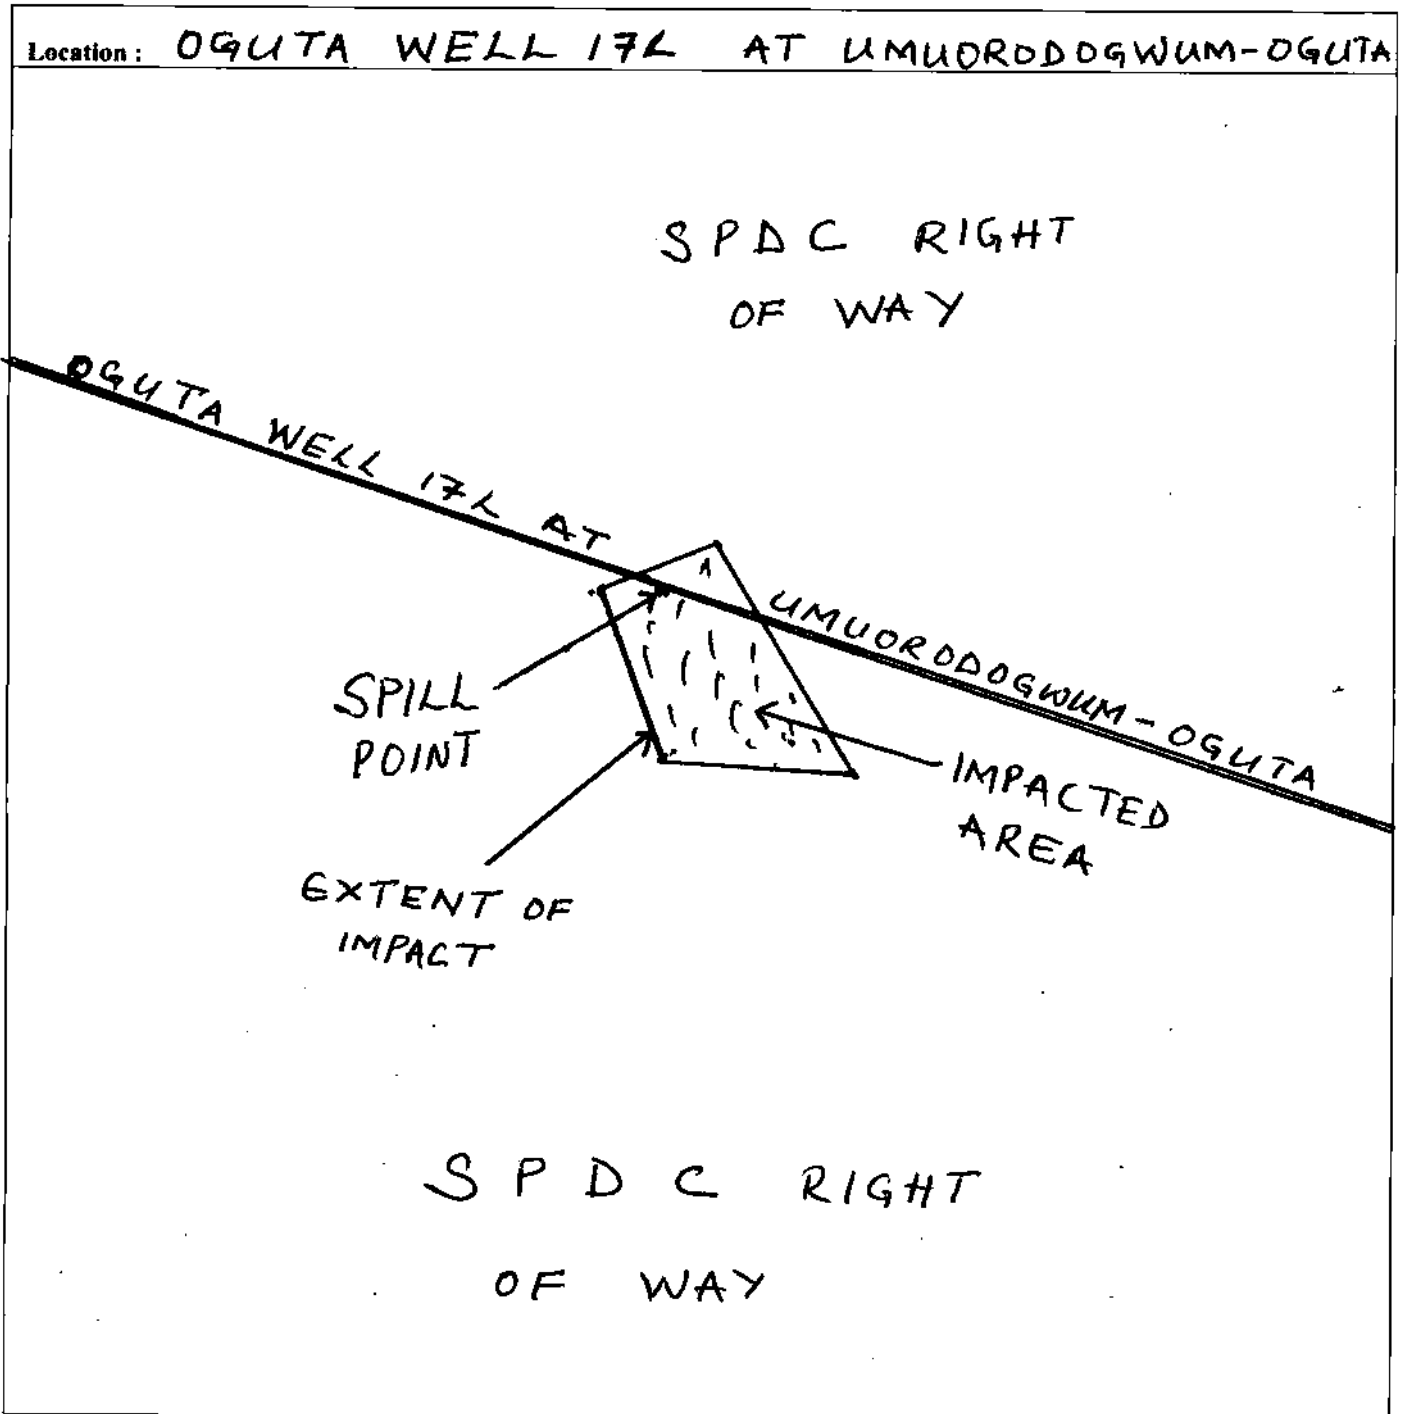 Location : OGUTA WELL 17L AT UMUORODOGWUM-OGUTA
SPDC RIGHT
OF WAY
OGUTA WELL 17L AT UMUORODOGWUM-OGUTA
SPILL
POINT
IMPACTED
AREA
EXTENT OF
IMPACT
SPDC RIGHT
OF WAY